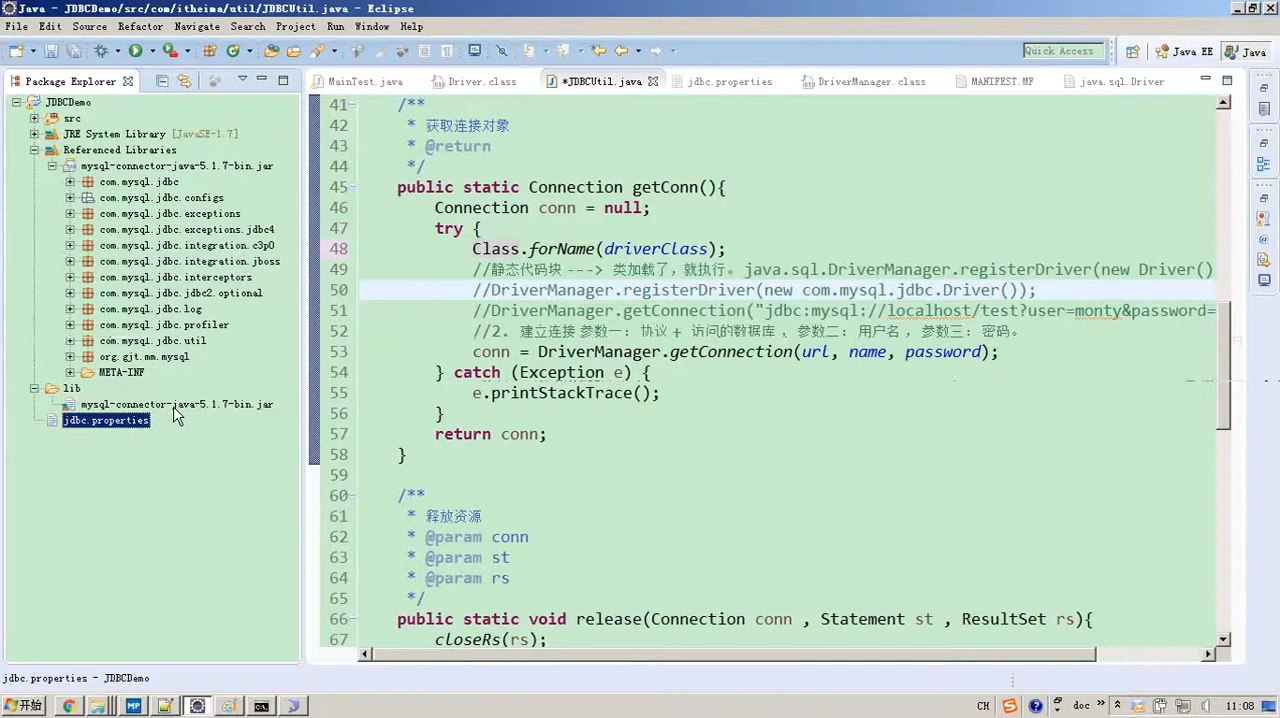 Java - JDBCDemo/src/com/itheima/util/JDBCUtil.java - Eclipse
File Edit Source Refactor Navigate Search Project Run Window Help
Quick Access
Java EE
Java
Package Explorer
MainTest.java
Driver.class
*JDBCUtil.java
jdbc.properties
DriverManager.class
MANIFEST.MF
java.sql.Driver
JDBCDemo
src
JRE System Library [JavaSE-1.7]
Referenced Libraries
mysql-connector-java-5.1.7-bin.jar
com.mysql.jdbc
com.mysql.jdbc.configs
com.mysql.jdbc.exceptions
com.mysql.jdbc.exceptions.jdbc4
com.mysql.jdbc.integration.c3p0
com.mysql.jdbc.integration.jboss
com.mysql.jdbc.interceptors
com.mysql.jdbc.jdbc2.optional
com.mysql.jdbc.log
com.mysql.jdbc.profiler
com.mysql.jdbc.util
org.gjt.mm.mysql
META-INF
lib
mysql-connector-java-5.1.7-bin.jar
jdbc.properties
41 /**
42 * 获取连接对象
43 * @return
44 */
45 public static Connection getConn(){
46 Connection conn = null;
47 try {
48 Class.forName(driverClass);
49 //静态代码块 ---> 类加载了，就执行。java.sql.DriverManager.registerDriver(new Driver()
50 //DriverManager.registerDriver(new com.mysql.jdbc.Driver());
51 //DriverManager.getConnection("jdbc:mysql://localhost/test?user=monty&password=
52 //2. 建立连接 参数一： 协议 + 访问的数据库 ， 参数二： 用户名 ， 参数三： 密码。
53 conn = DriverManager.getConnection(url, name, password);
54 } catch (Exception e) {
55 e.printStackTrace();
56 }
57 return conn;
58 }
59
60 /**
61 * 释放资源
62 * @param conn
63 * @param st
64 * @param rs
65 */
66 public static void release(Connection conn , Statement st , ResultSet rs){
67 closeRs(rs);
jdbc.properties - JDBCDemo
开始
MP
CH
doc
11:08